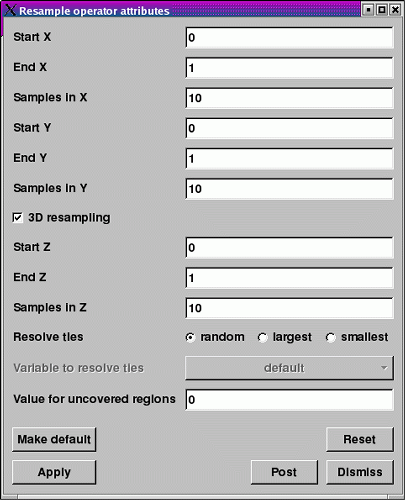 Resample operator attributes
Start X 0
End X 1
Samples in X 10
Start Y 0
End Y 1
Samples in Y 10
3D resampling
Start Z 0
End Z 1
Samples in Z 10
Resolve ties random largest smallest
Variable to resolve ties default
Value for uncovered regions 0
Make default Reset
Apply Post Dismiss